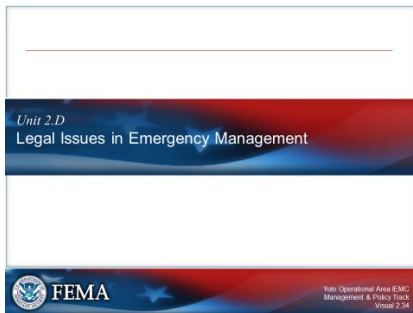 Unit 2.D
Legal Issues in Emergency Management
FEMA
Yolo Operational Area IEMC
Management & Policy Track
Visual 2.34